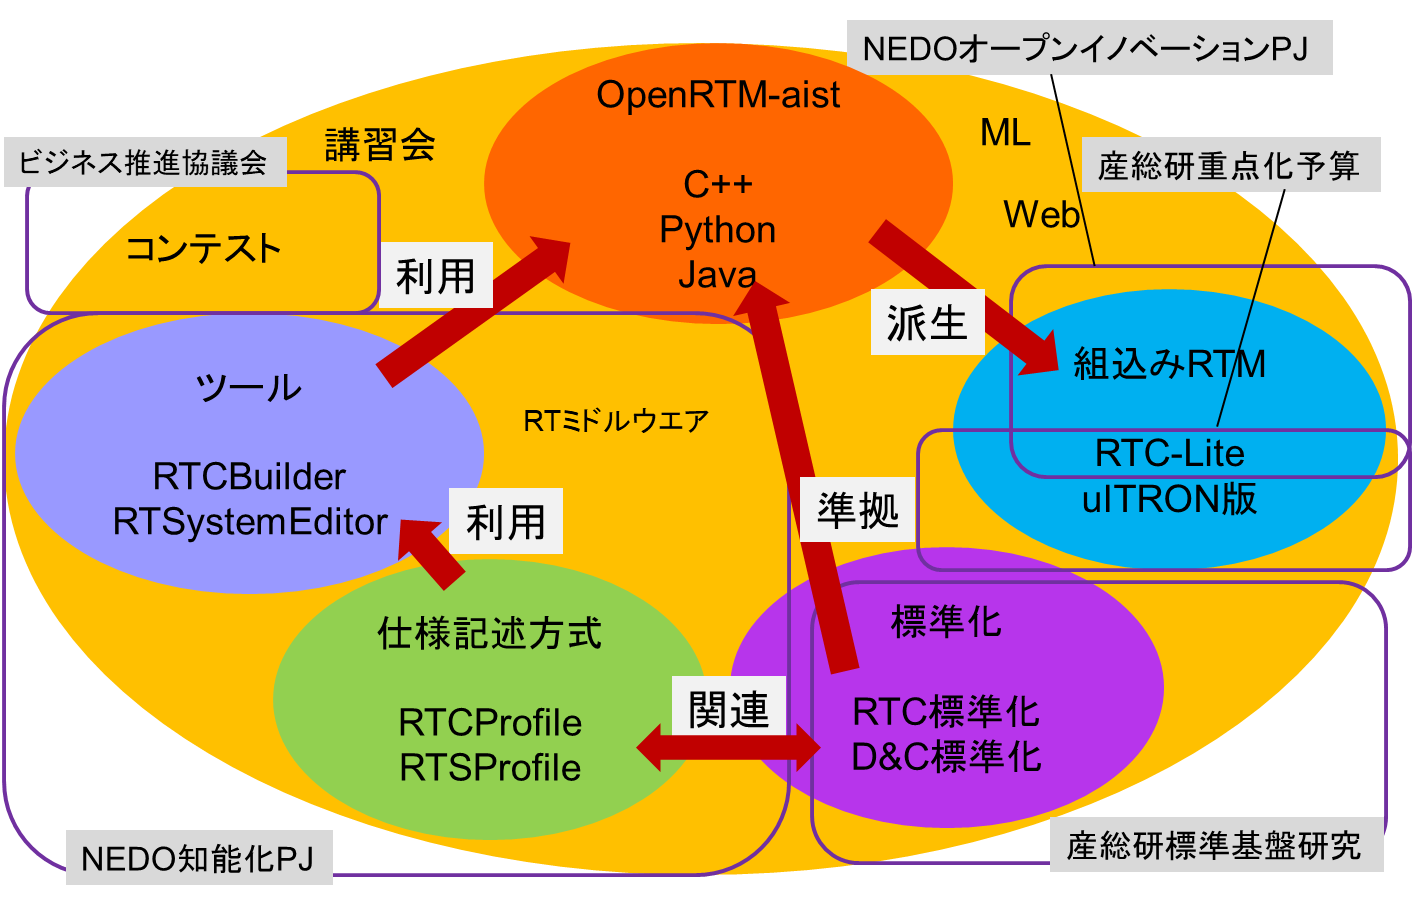 NEDOオープンイノベーションPJ
OpenRTM-aist
C++
Python
Java
講習会
ML
Web
ビジネス推進協議会
産総研重点化予算
コンテスト
利用
派生
組込みRTM
RTC-Lite
uITRON版
ツール
RTCBuilder
RTSystemEditor
RTミドルウエア
利用
準拠
仕様記述方式
RTCProfile
RTSProfile
関連
標準化
RTC標準化
D&C標準化
NEDO知能化PJ
産総研標準基盤研究